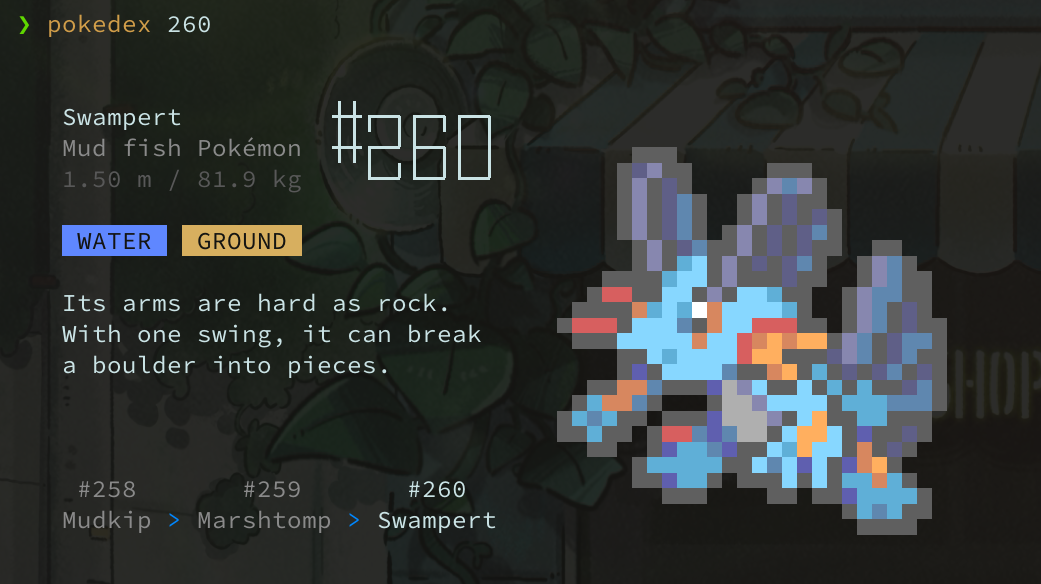 ❯ pokedex 260
Swampert
Mud fish Pokémon
1.50 m / 81.9 kg
#260
WATER GROUND
Its arms are hard as rock.
With one swing, it can break
a boulder into pieces.
#258 #259 #260
Mudkip > Marshtomp > Swampert
SHOP